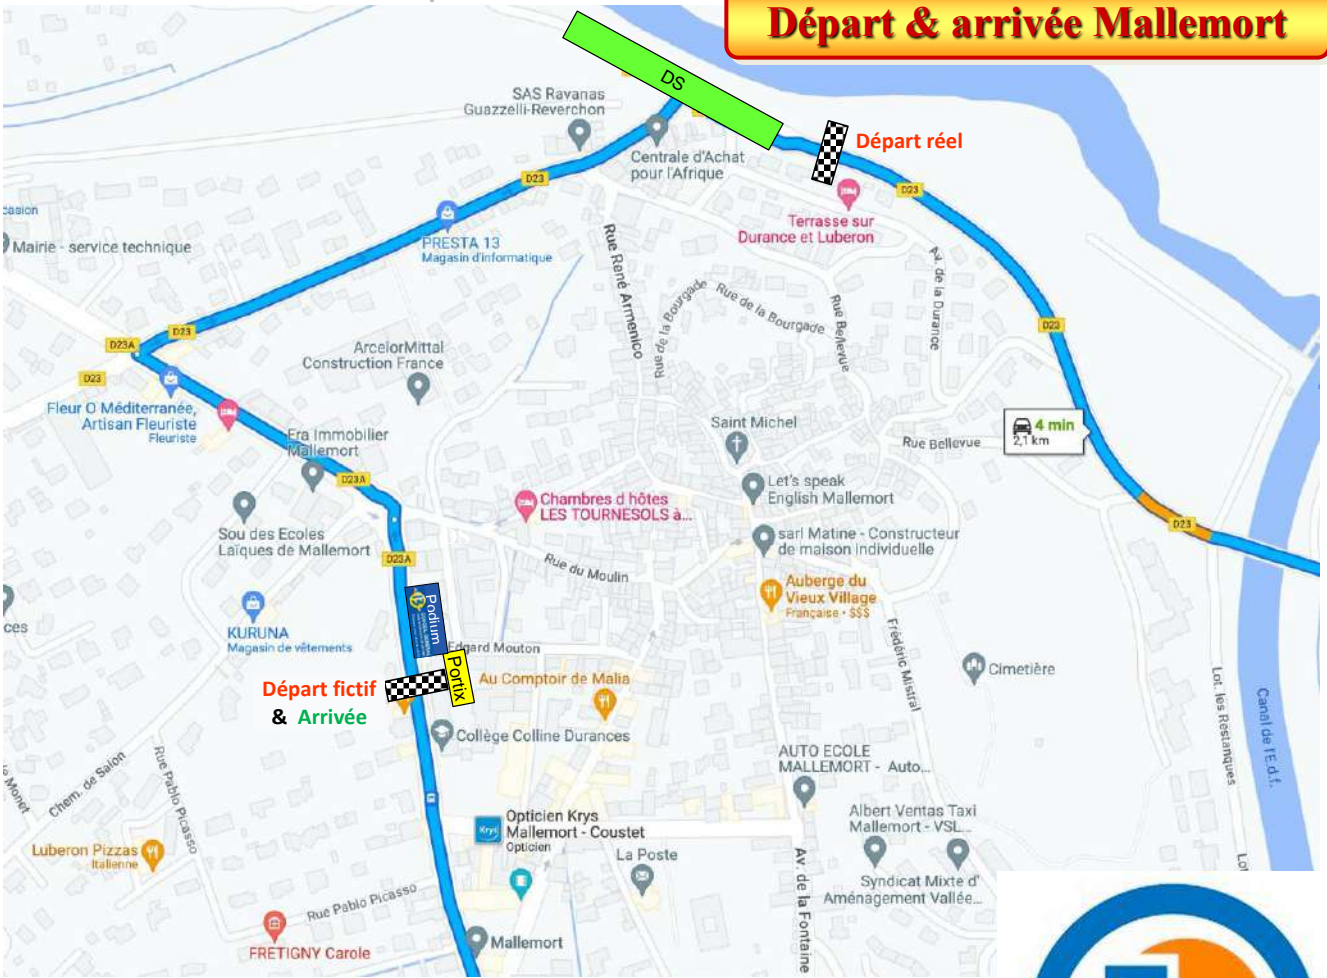 Départ & arrivée Mallemort
DS
SAS Ravanas
Guazzelli-Reverchon
Centrale d'Achat
pour l'Afrique
Départ réel
D23
D23
Terrasse sur
Durance et Luberon
Mairie - service technique
PRESTA 13
Magasin d'informatique
Rue René Armenico
Rue de la Bourgade
Rue de la Bourgade
Rue Bellevue
Av. de la Durance
D23
D23A
D23
D23
ArcelorMittal
Construction France
Fleur O Méditerranée,
Artisan Fleuriste
Fleuriste
Era Immobilier
Mallemort
Saint Michel
4 min
2,1 km
Rue Bellevue
D23A
Let's speak
English Mallemort
Chambres d hôtes
LES TOURNESOLS à...
Sou des Ecoles
Laïques de Mallemort
D23
sarl Matine - Constructeur
de maison individuelle
D23A
Rue du Moulin
Auberge du
Vieux Village
Française · $$$
Podium
KURUNA
Magasin de vêtements
Edgard Mouton
Portix
Frédéric Mistral
Cimetière
Départ fictif
& Arrivée
Au Comptoir de Malia
Lot. les Restanques
Canal de l'E.d.f.
Collège Colline Durances
AUTO ECOLE
MALLEMORT - Auto...
Chem. de Salon
Rue Pablo Picasso
Monet
Opticien Krys
Mallemort - Coustet
Opticien
Krys
Albert Ventas Taxi
Mallemort - VSL...
Luberon Pizzas
Italienne
La Poste
Av. de la Fontaine
Syndicat Mixte d'
Aménagement Vallée...
Rue Pablo Picasso
FRETIGNY Carole
Mallemort